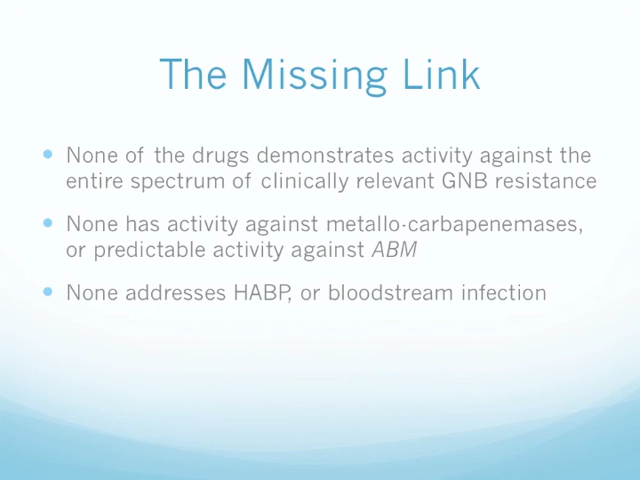 The Missing Link
None of the drugs demonstrates activity against the
entire spectrum of clinically relevant GNB resistance
None has activity against metallo-carbapenemases,
or predictable activity against ABM
None addresses HABP, or bloodstream infection